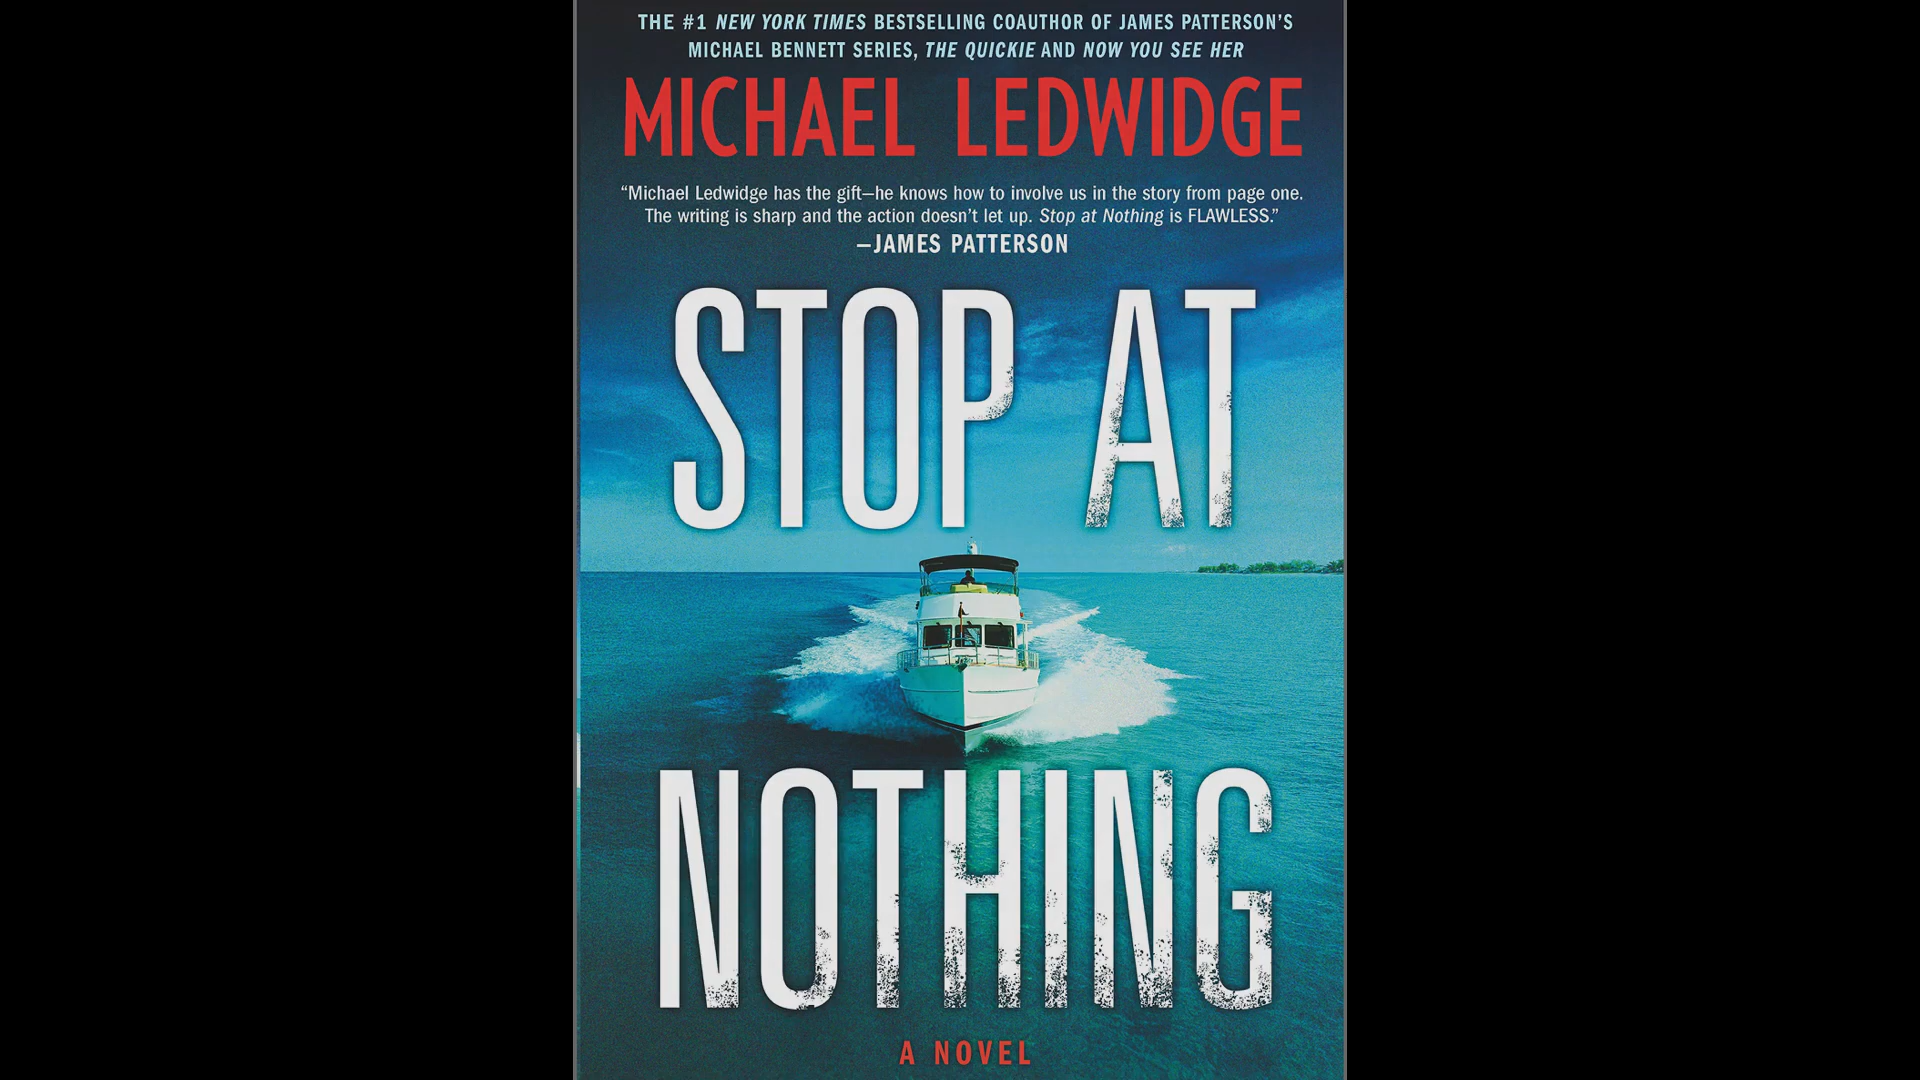 THE #1 NEW YORK TIMES BESTSELLING COAUTHOR OF JAMES PATTERSON'S
MICHAEL BENNETT SERIES, THE QUICKIE AND NOW YOU SEE HER
MICHAEL LEDWIDGE
“Michael Ledwidge has the gift—he knows how to involve us in the story from page one.
The writing is sharp and the action doesn’t let up. Stop at Nothing is FLAWLESS.”
—JAMES PATTERSON
STOP AT
NOTHING
A NOVEL